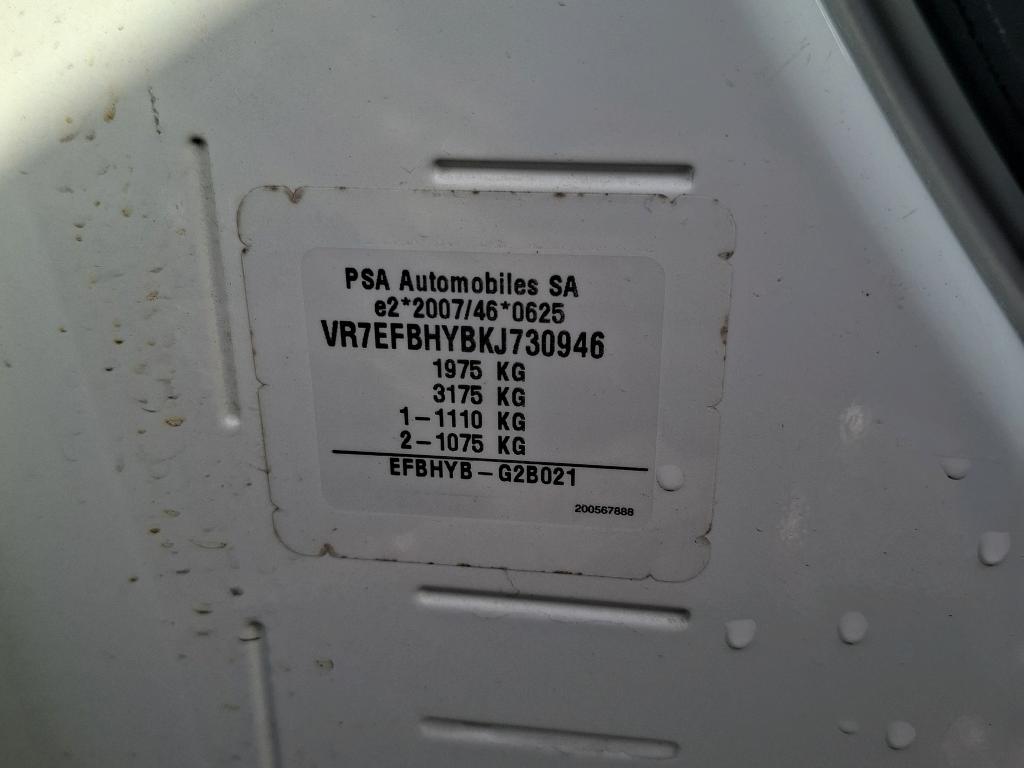 PSA Automobiles SA
e2*2007/46*0625
VR7EFBHYBKJ730946
1975 KG
3175 KG
1-1110 KG
2-1075 KG
EFBHYB-G2B021
200567888